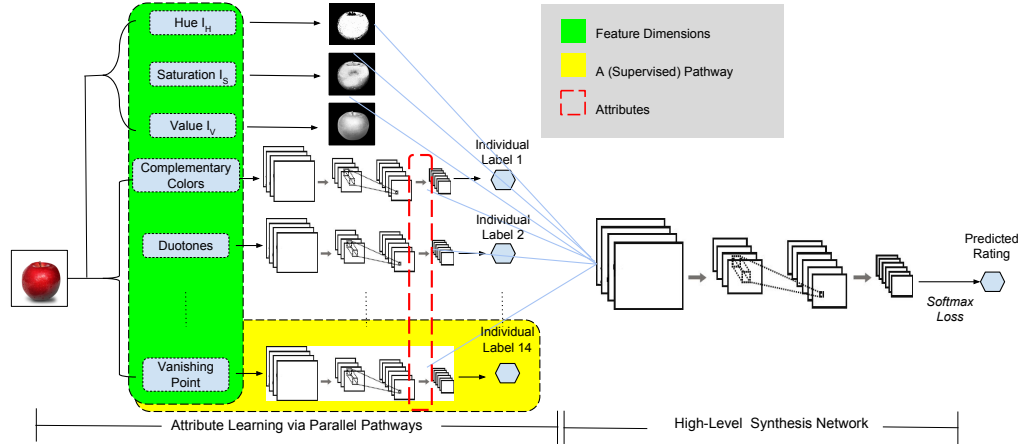 Hue I_H
Saturation I_S
Value I_V
Complementary
Colors
Duotones
Vanishing
Point
Individual
Label 1
Individual
Label 2
Individual
Label 14
Feature Dimensions
A (Supervised) Pathway
Attributes
Predicted
Rating
Softmax
Loss
Attribute Learning via Parallel Pathways
High-Level Synthesis Network